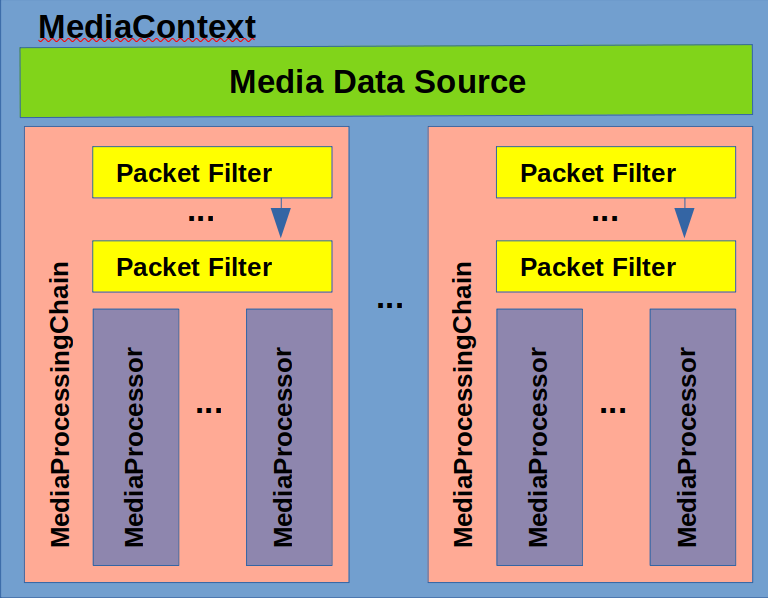 MediaContext
Media Data Source
MediaProcessingChain
Packet Filter
...
Packet Filter
MediaProcessor
...
MediaProcessor
...
MediaProcessingChain
Packet Filter
...
Packet Filter
MediaProcessor
...
MediaProcessor